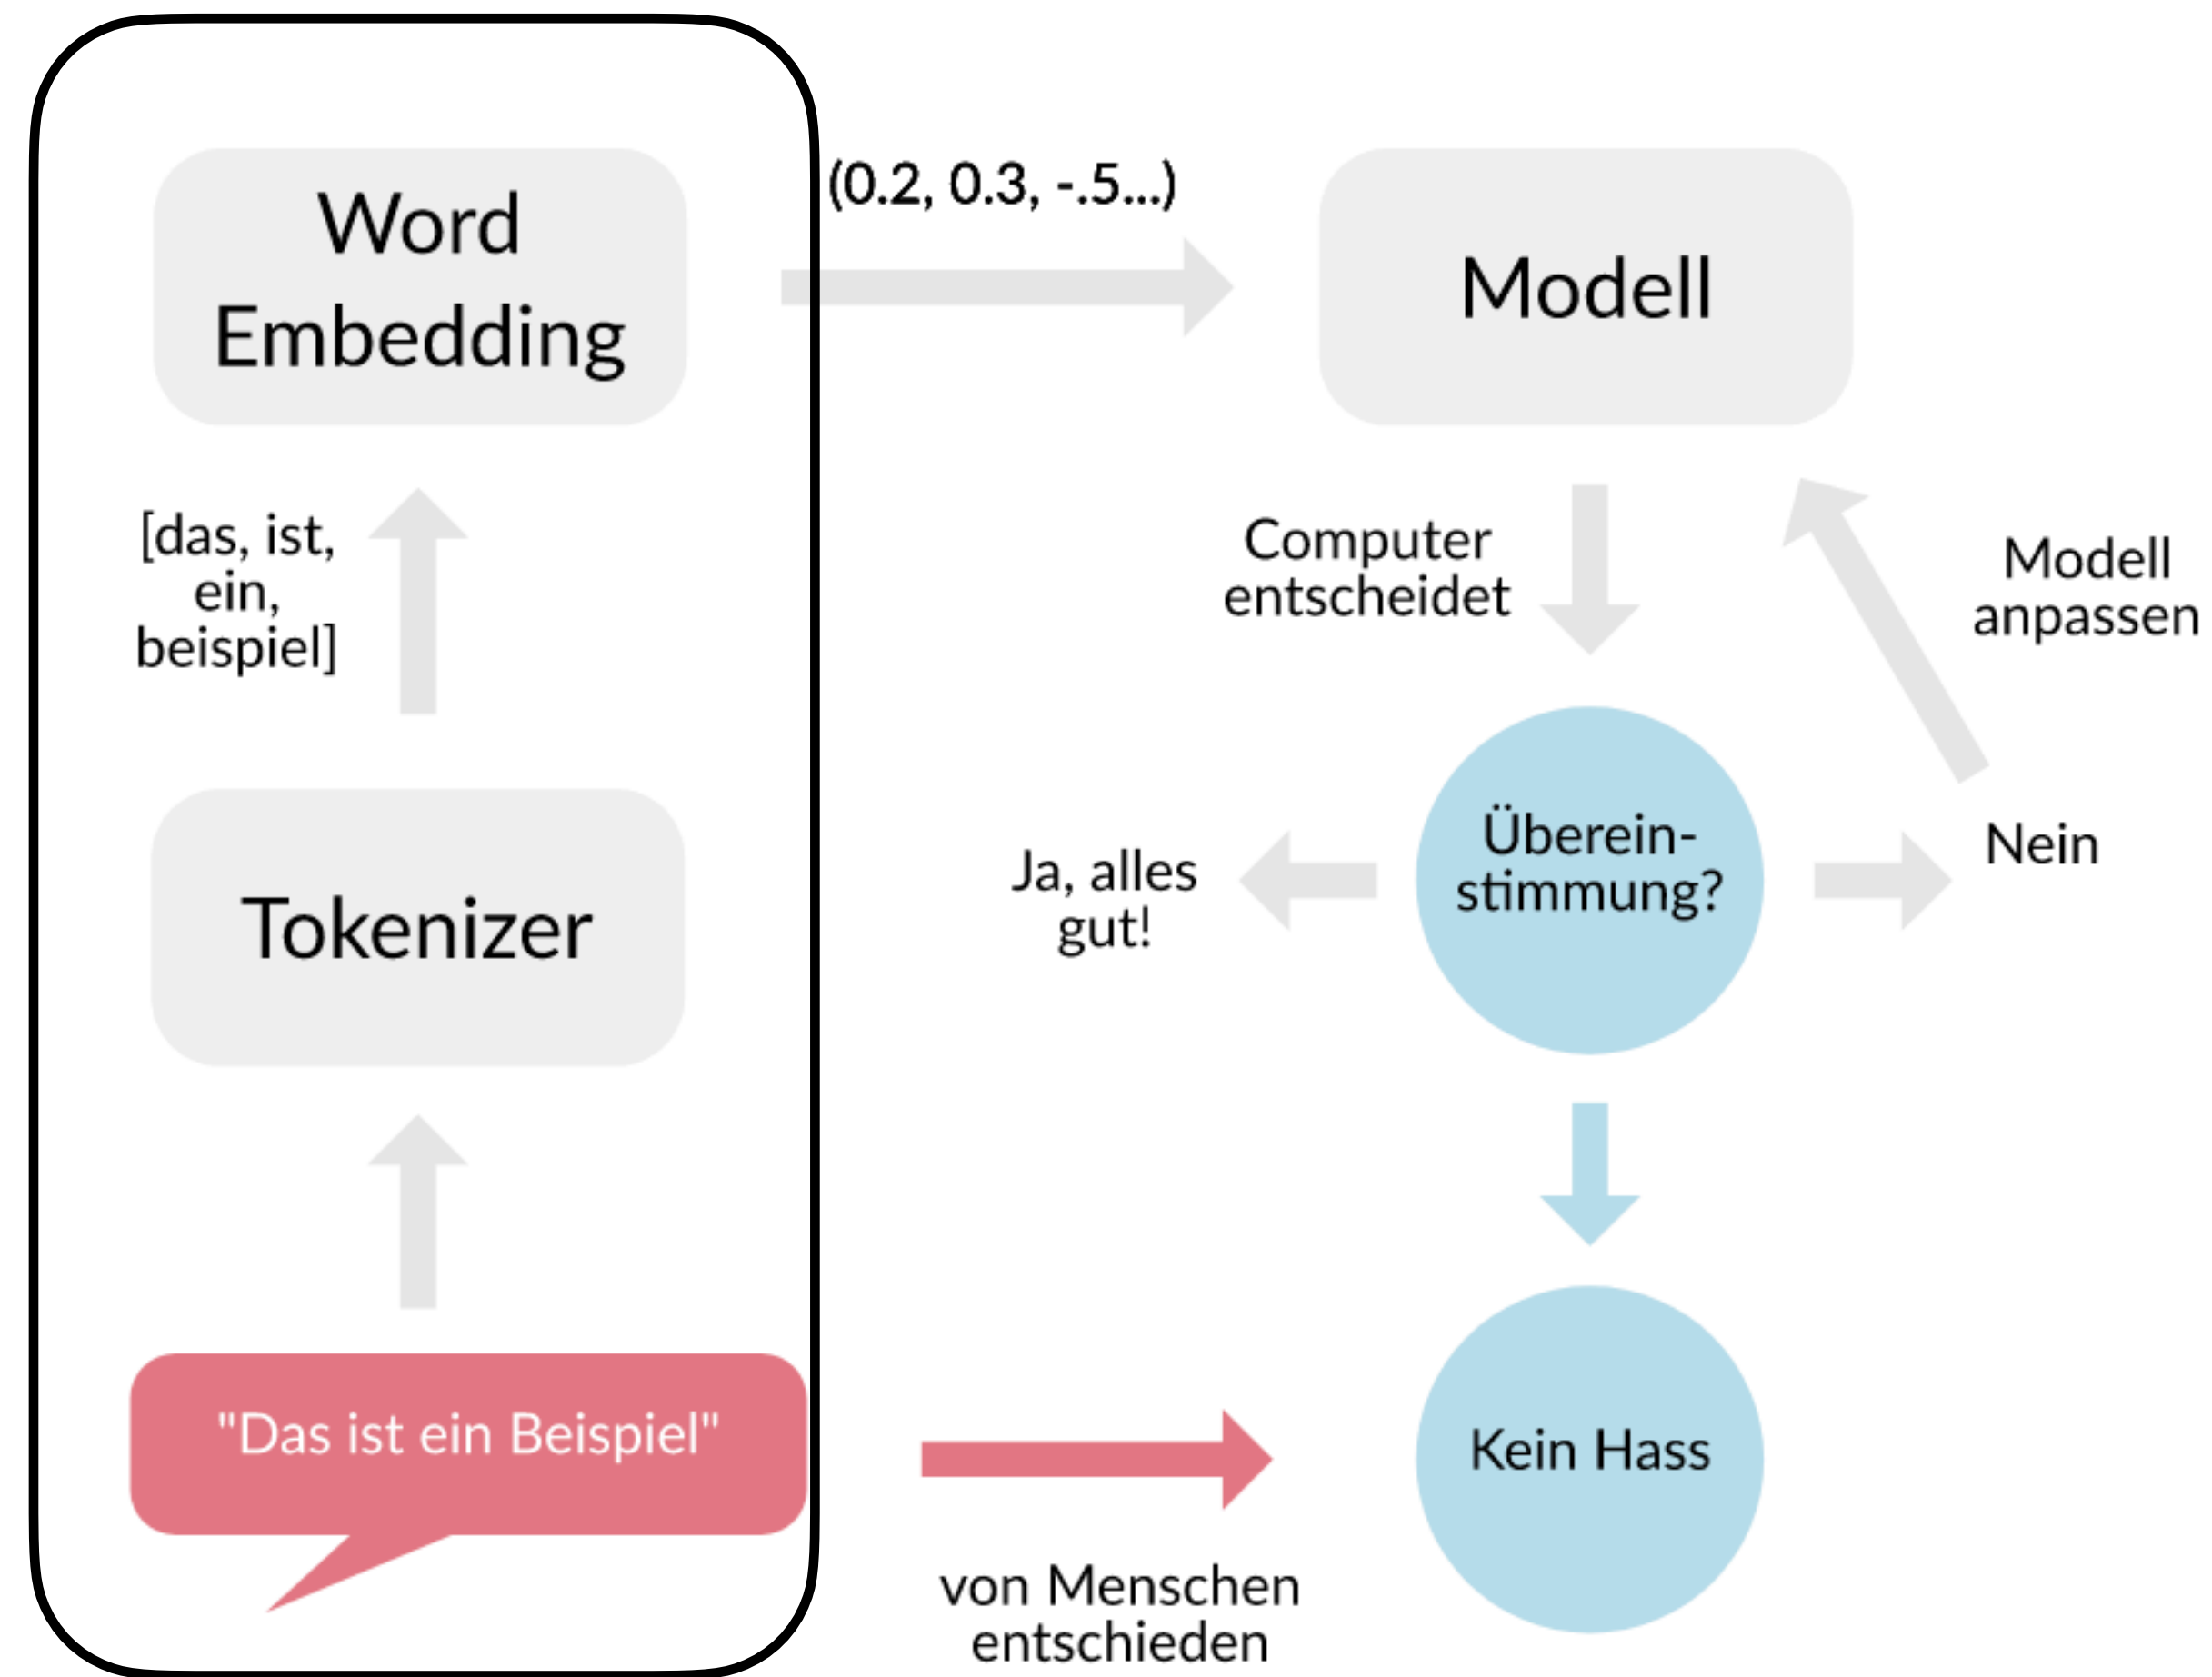 Word
Embedding
(0.2, 0.3, -.5...)
Modell
[das, ist,
ein,
beispiel]
Computer
entscheidet
Modell
anpassen
Tokenizer
Ja, alles
gut!
Überein-
stimmung?
Nein
"Das ist ein Beispiel"
von Menschen
entschieden
Kein Hass